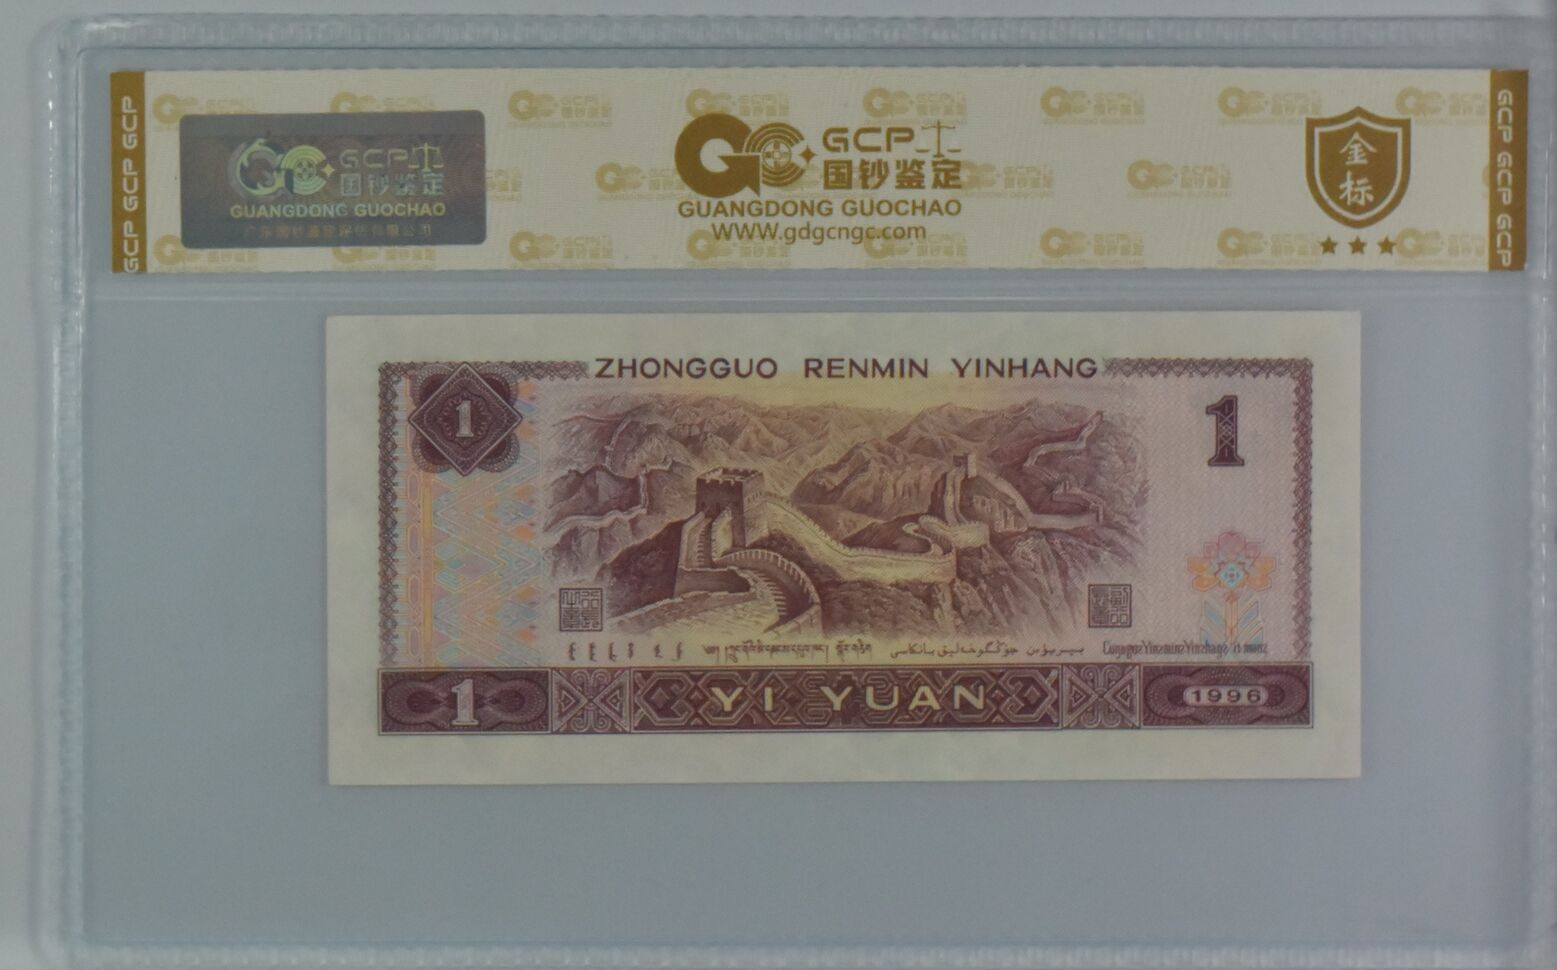 GCP GCP GCP
GCP
国钞鉴定
GUANGDONG GUOCHAO
GCP
国钞鉴定
GUANGDONG GUOCHAO
WWW.gdgcngc.com
金标
GCP GCP GCP
ZHONGGUO RENMIN YINHANG
1
1
1
YI YUAN
1996